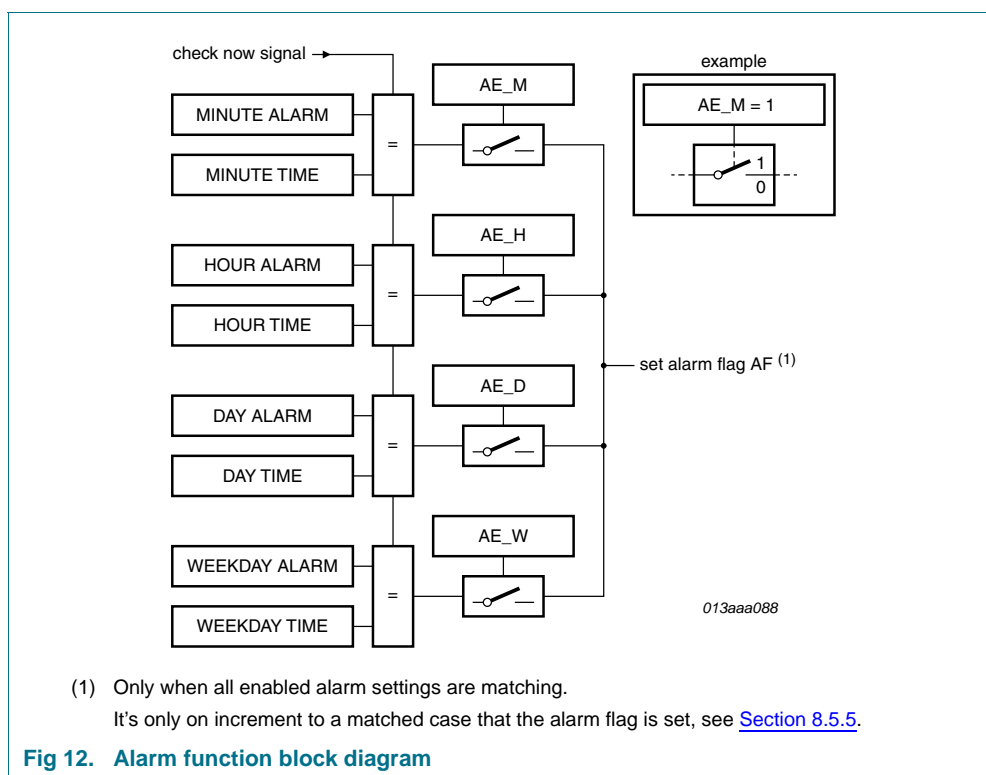 check now signal
example
AE_M
AE_M = 1
MINUTE ALARM
=
MINUTE TIME
1
0
AE_H
HOUR ALARM
=
HOUR TIME
set alarm flag AF (1)
AE_D
DAY ALARM
=
DAY TIME
AE_W
WEEKDAY ALARM
=
WEEKDAY TIME
013aaa088
(1) Only when all enabled alarm settings are matching.
It's only on increment to a matched case that the alarm flag is set, see Section 8.5.5.
Fig 12. Alarm function block diagram